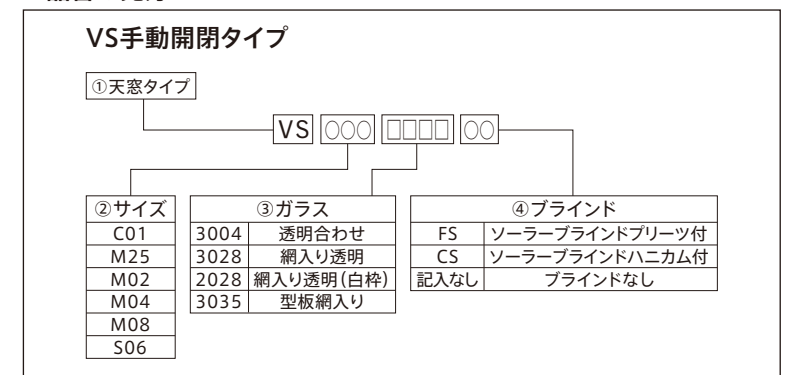 VS手動開閉タイプ
①天窓タイプ
VS ○○○ □□□□ ○○
②サイズ
C01
M25
M02
M04
M08
S06
③ガラス
3004 透明合わせ
3028 網入り透明
2028 網入り透明(白枠)
3035 型板網入り
④ブラインド
FS ソーラーブラインドプリーツ付
CS ソーラーブラインドハニカム付
記入なし ブラインドなし